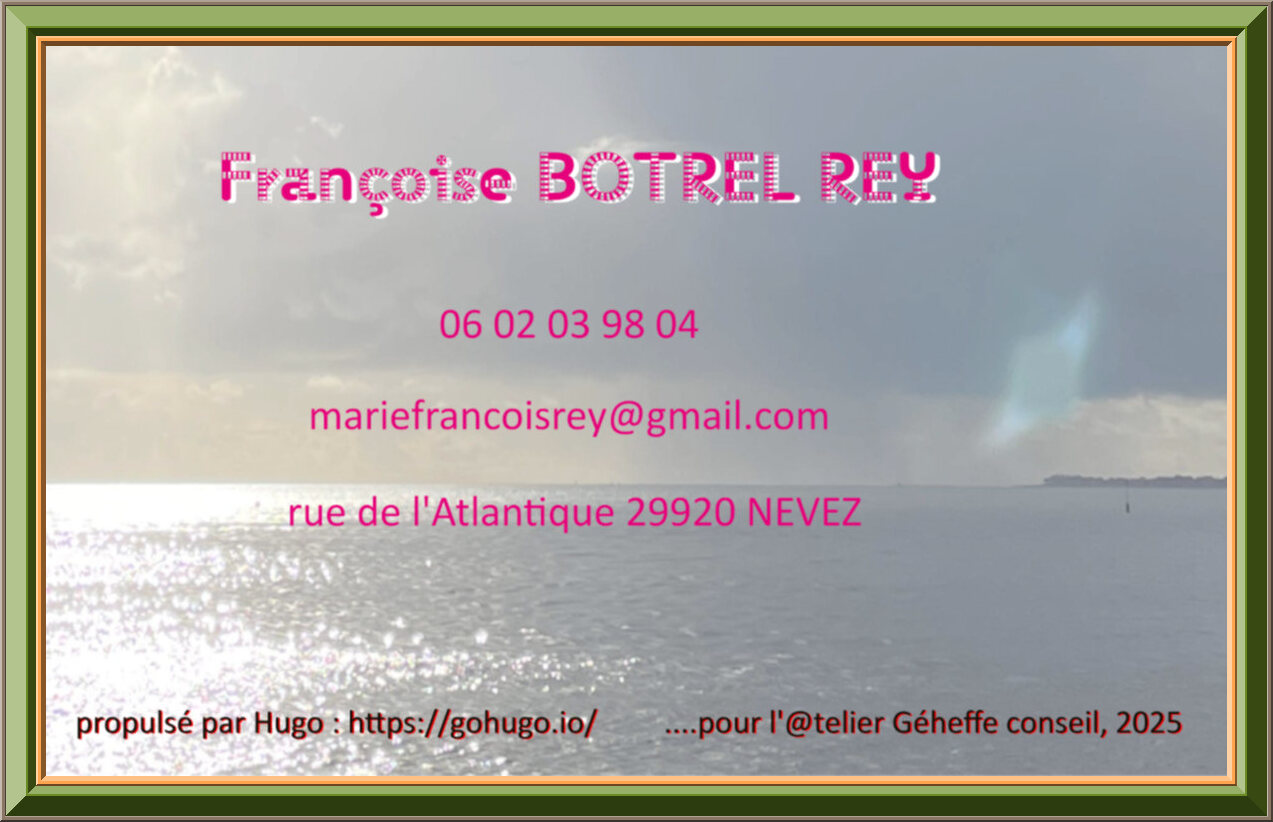 Françoise BOTREL REY
06 02 03 98 04
mariefrancoisrey@gmail.com
rue de l'Atlantique 29920 NEVEZ
propulsé par Hugo : https://gohugo.io/ ....pour l'@telier Géheffe conseil, 2025